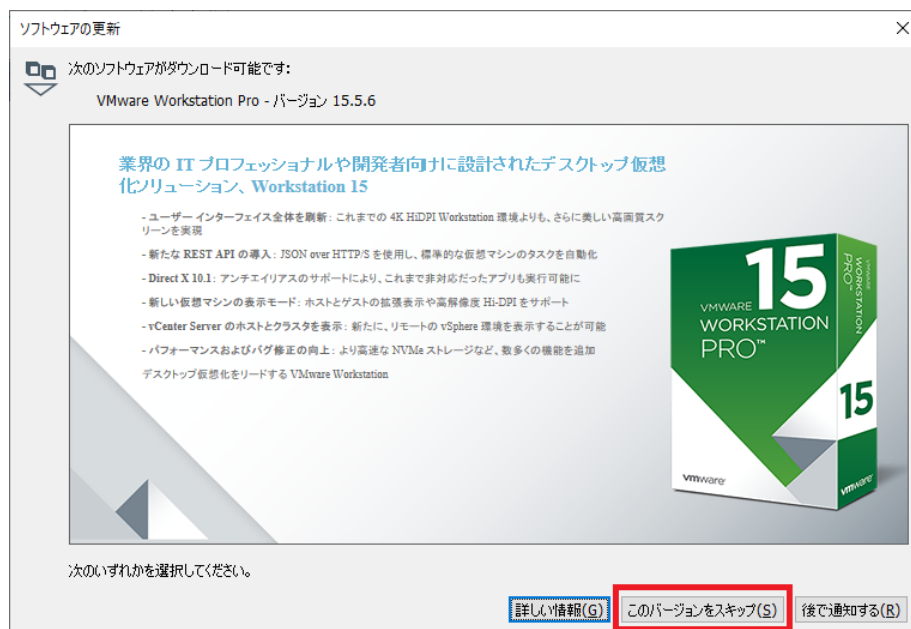 ソフトウェアの更新
次のソフトウェアがダウンロード可能です:
VMware Workstation Pro - バージョン 15.5.6
業界の IT プロフェッショナルや開発者向けに設計されたデスクトップ仮想
化ソリューション、Workstation 15
- ユーザー インターフェイス全体を刷新: これまでの 4K HiDPI Workstation 環境よりも、さらに美しい高画質スク
リーンを実現
- 新たな REST API の導入: JSON over HTTP/S を使用し、標準的な仮想マシンのタスクを自動化
- Direct X 10.1: アンチエイリアスのサポートにより、これまで非対応だったアプリも実行可能に
- 新しい仮想マシンの表示モード: ホストとゲストの拡張表示や高解像度 Hi-DPI をサポート
- vCenter Server のホストとクラスタを表示: 新たに、リモートの vSphere 環境を表示することが可能
- パフォーマンスおよびバグ修正の向上: より高速な NVMe ストレージなど、数多くの機能を追加
デスクトップ仮想化をリードする VMware Workstation
15
VMWARE
WORKSTATION
PRO™
vmware
VMWARE
WORKSTATION
PRO™
15
vmware
次のいずれかを選択してください。
詳しい情報(G)
このバージョンをスキップ(S)
後で通知する(R)